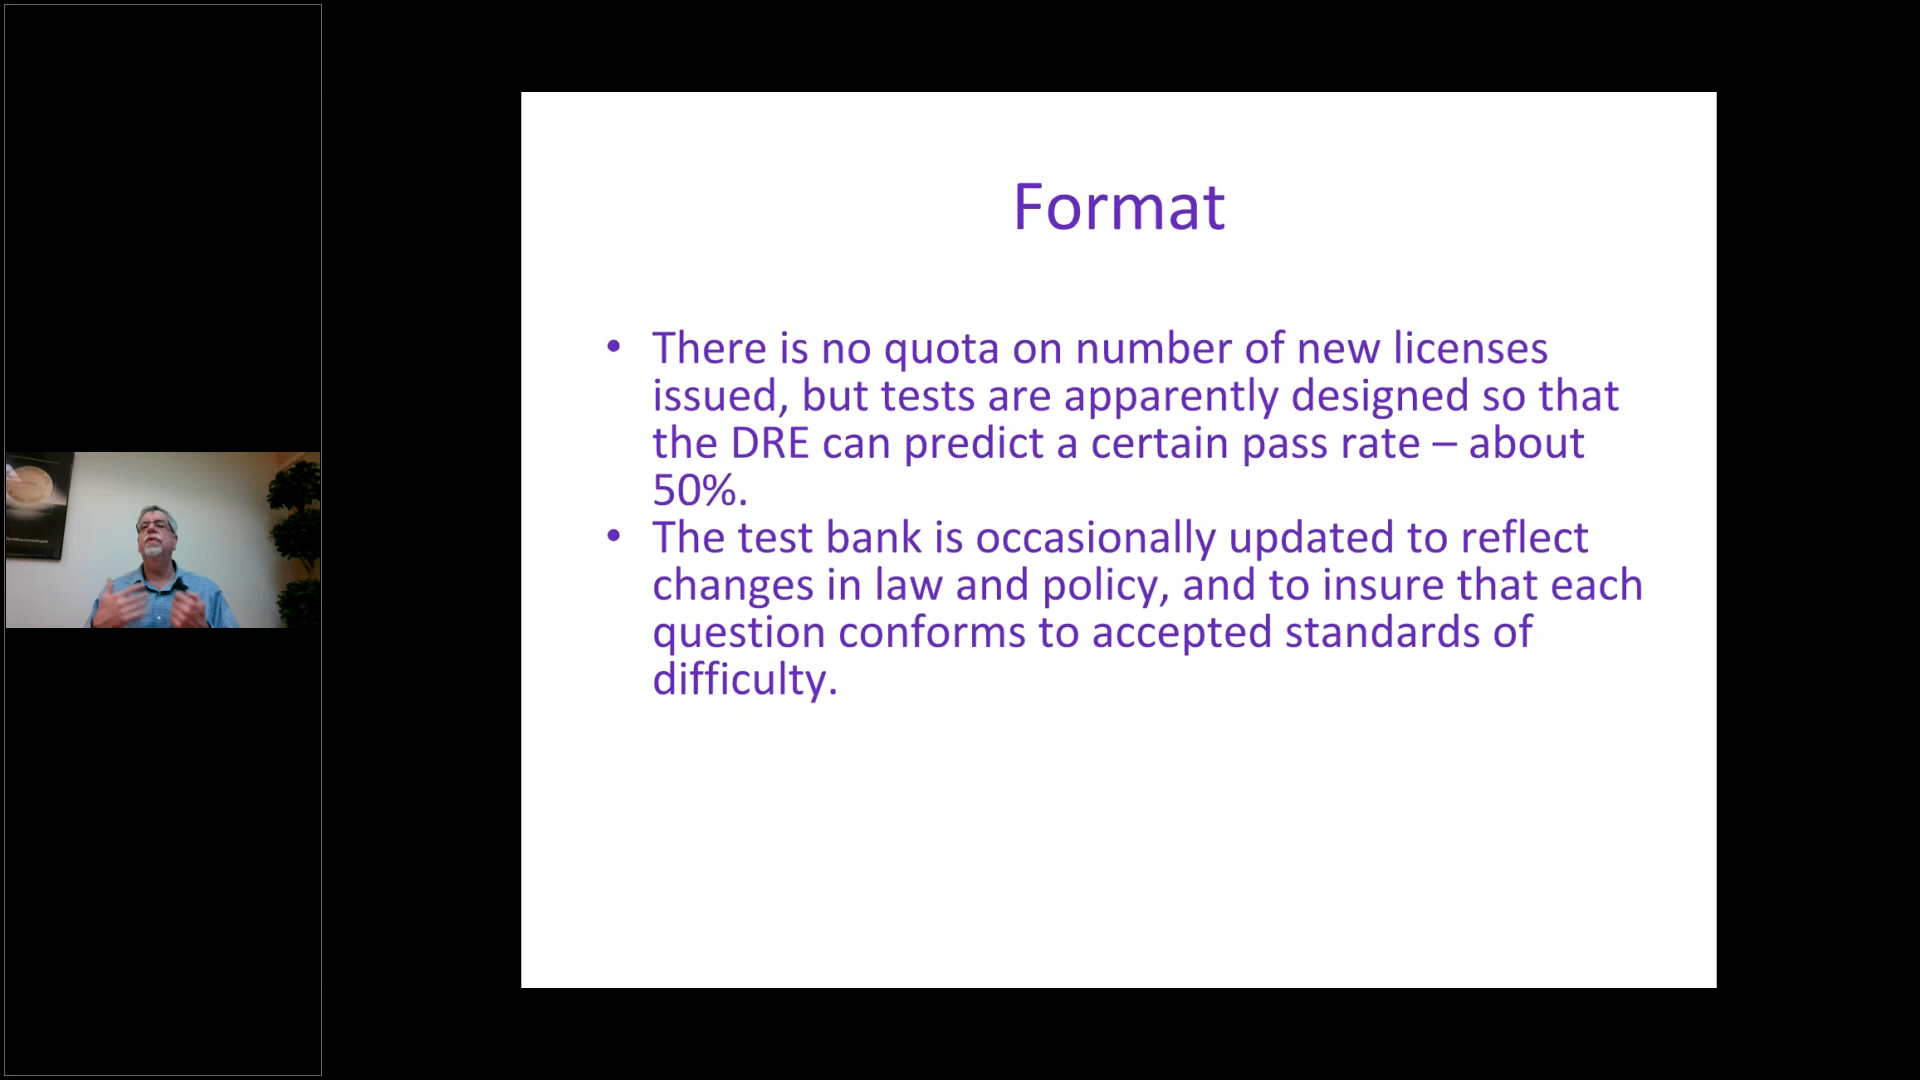 Format
• There is no quota on number of new licenses
issued, but tests are apparently designed so that
the DRE can predict a certain pass rate – about
50%.
• The test bank is occasionally updated to reflect
changes in law and policy, and to insure that each
question conforms to accepted standards of
difficulty.